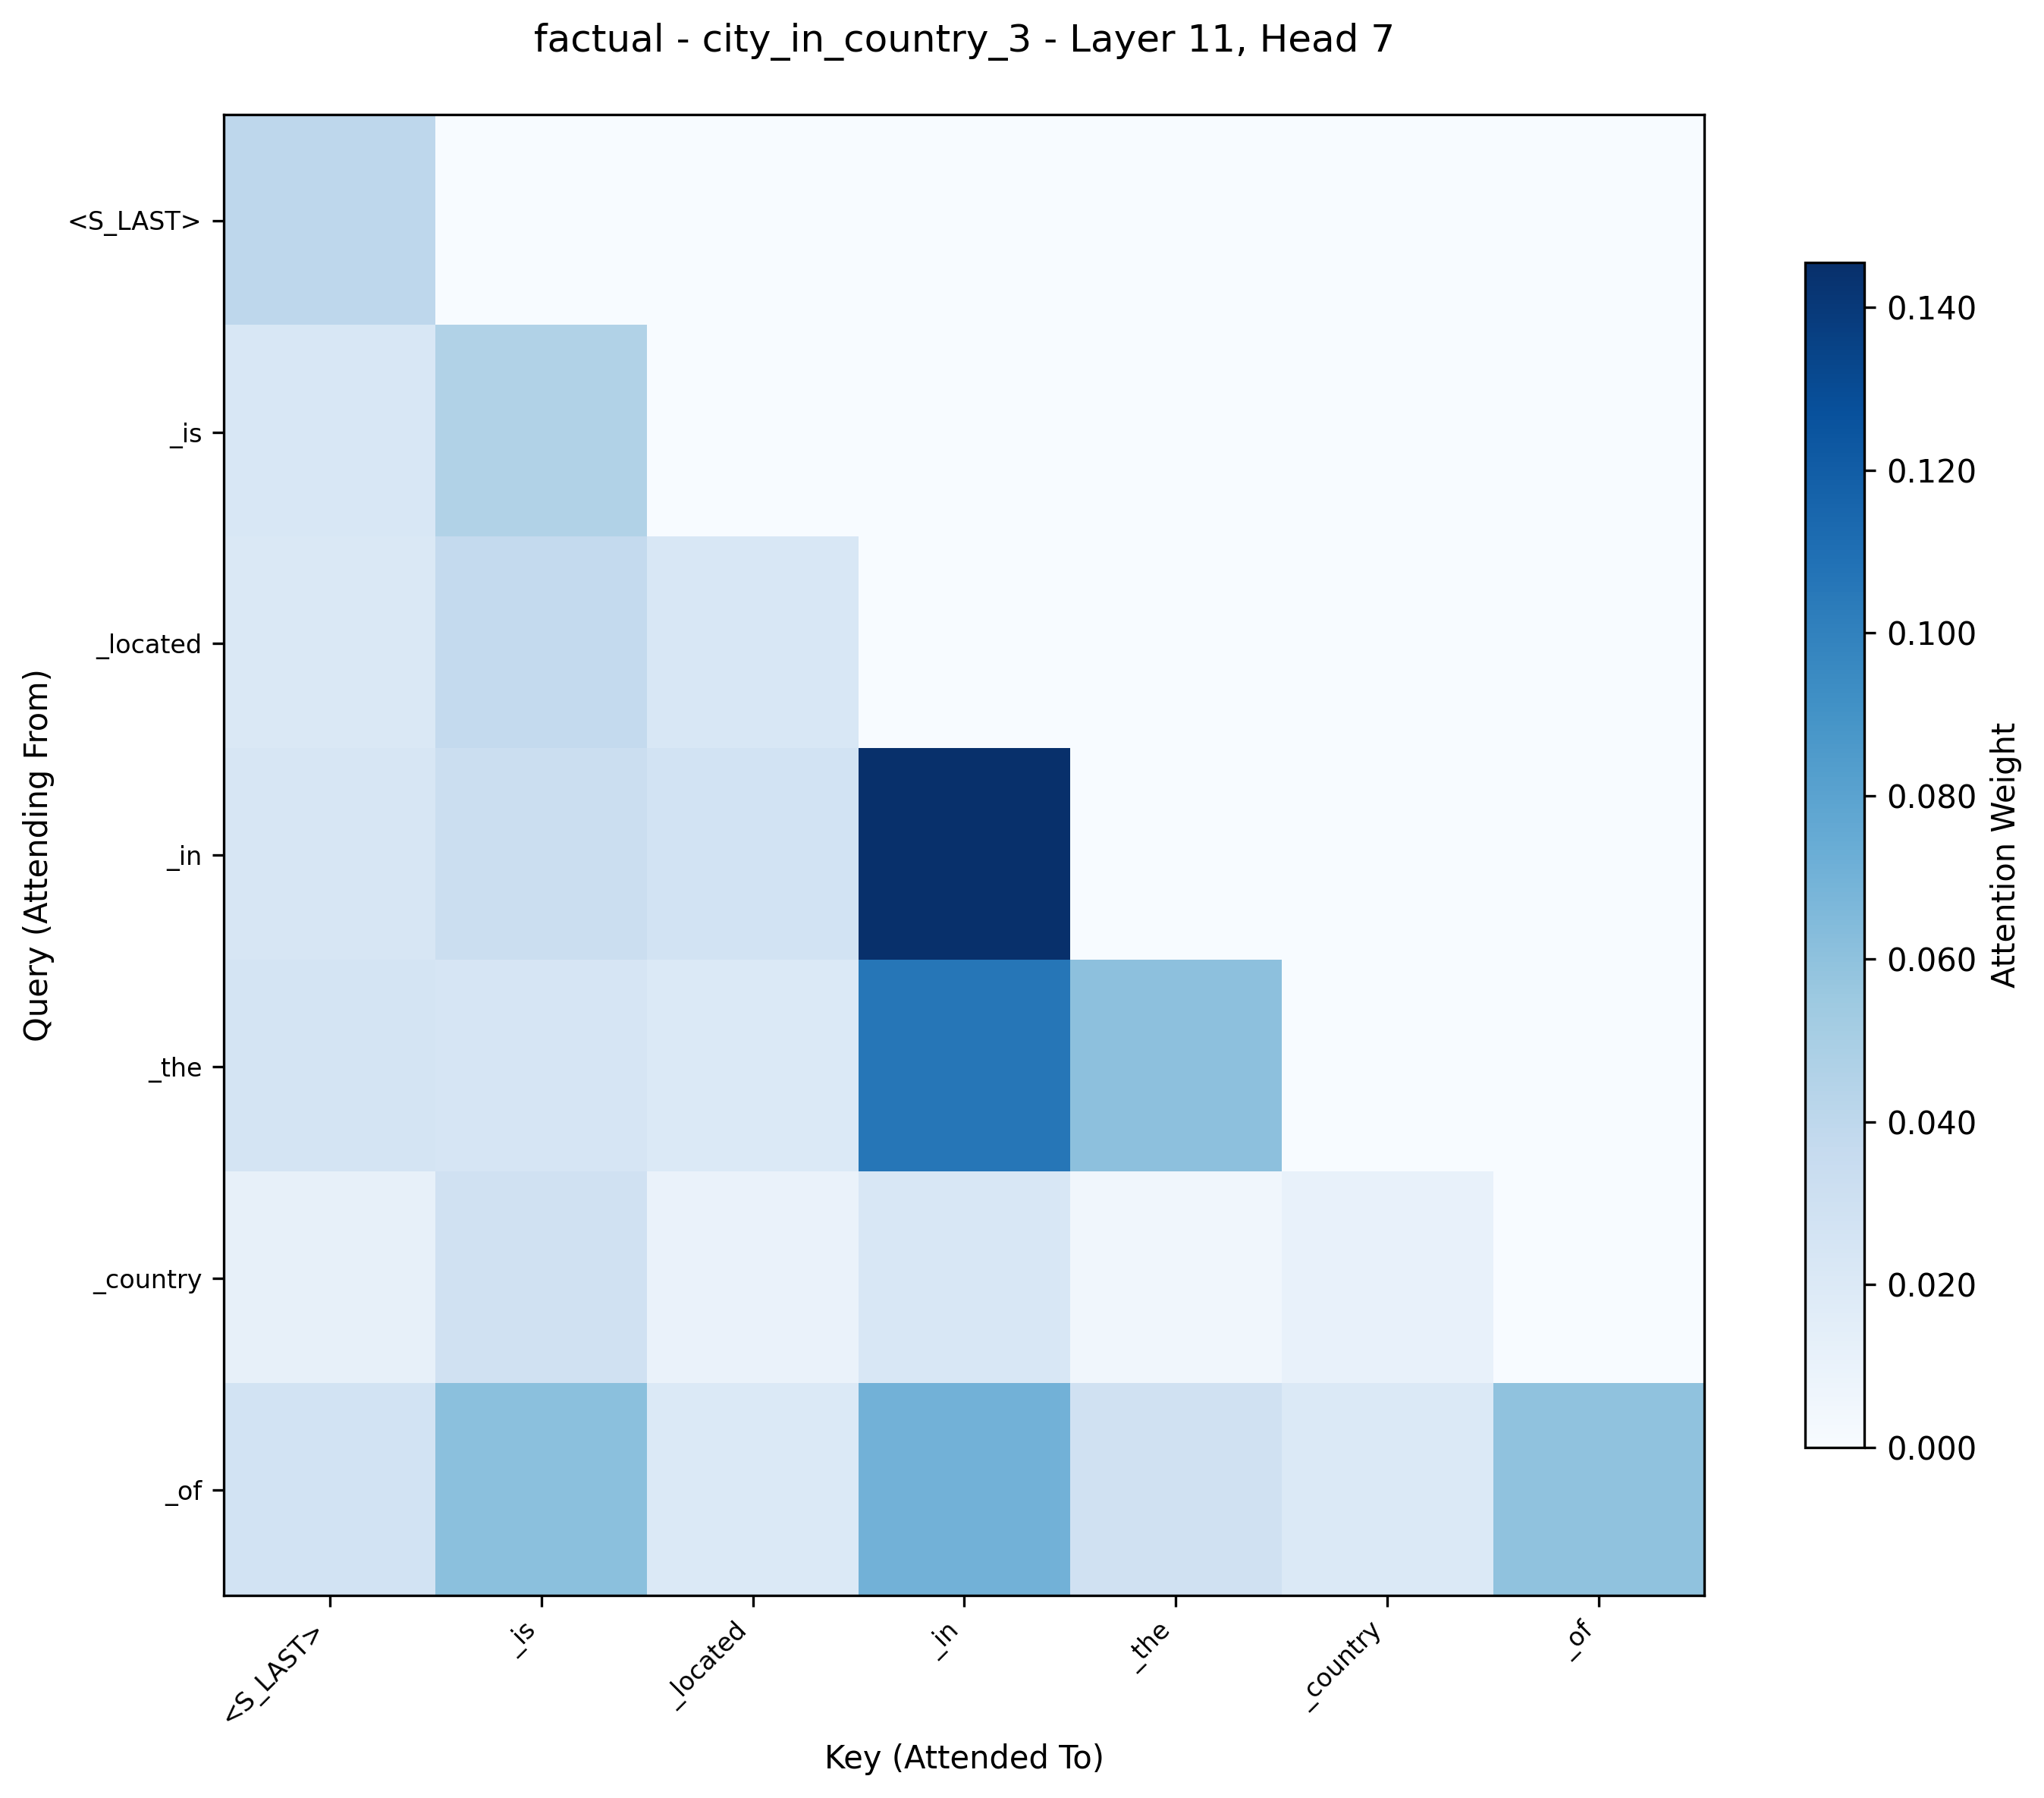 factual - city_in_country_3 - Layer 11, Head 7
Query (Attending From)
<S_LAST>
_is
_located
_in
_the
_country
_of
<S_LAST>
_is
_located
_in
_the
_country
_of
Key (Attended To)
0.140
0.120
0.100
0.080
0.060
0.040
0.020
0.000
Attention Weight